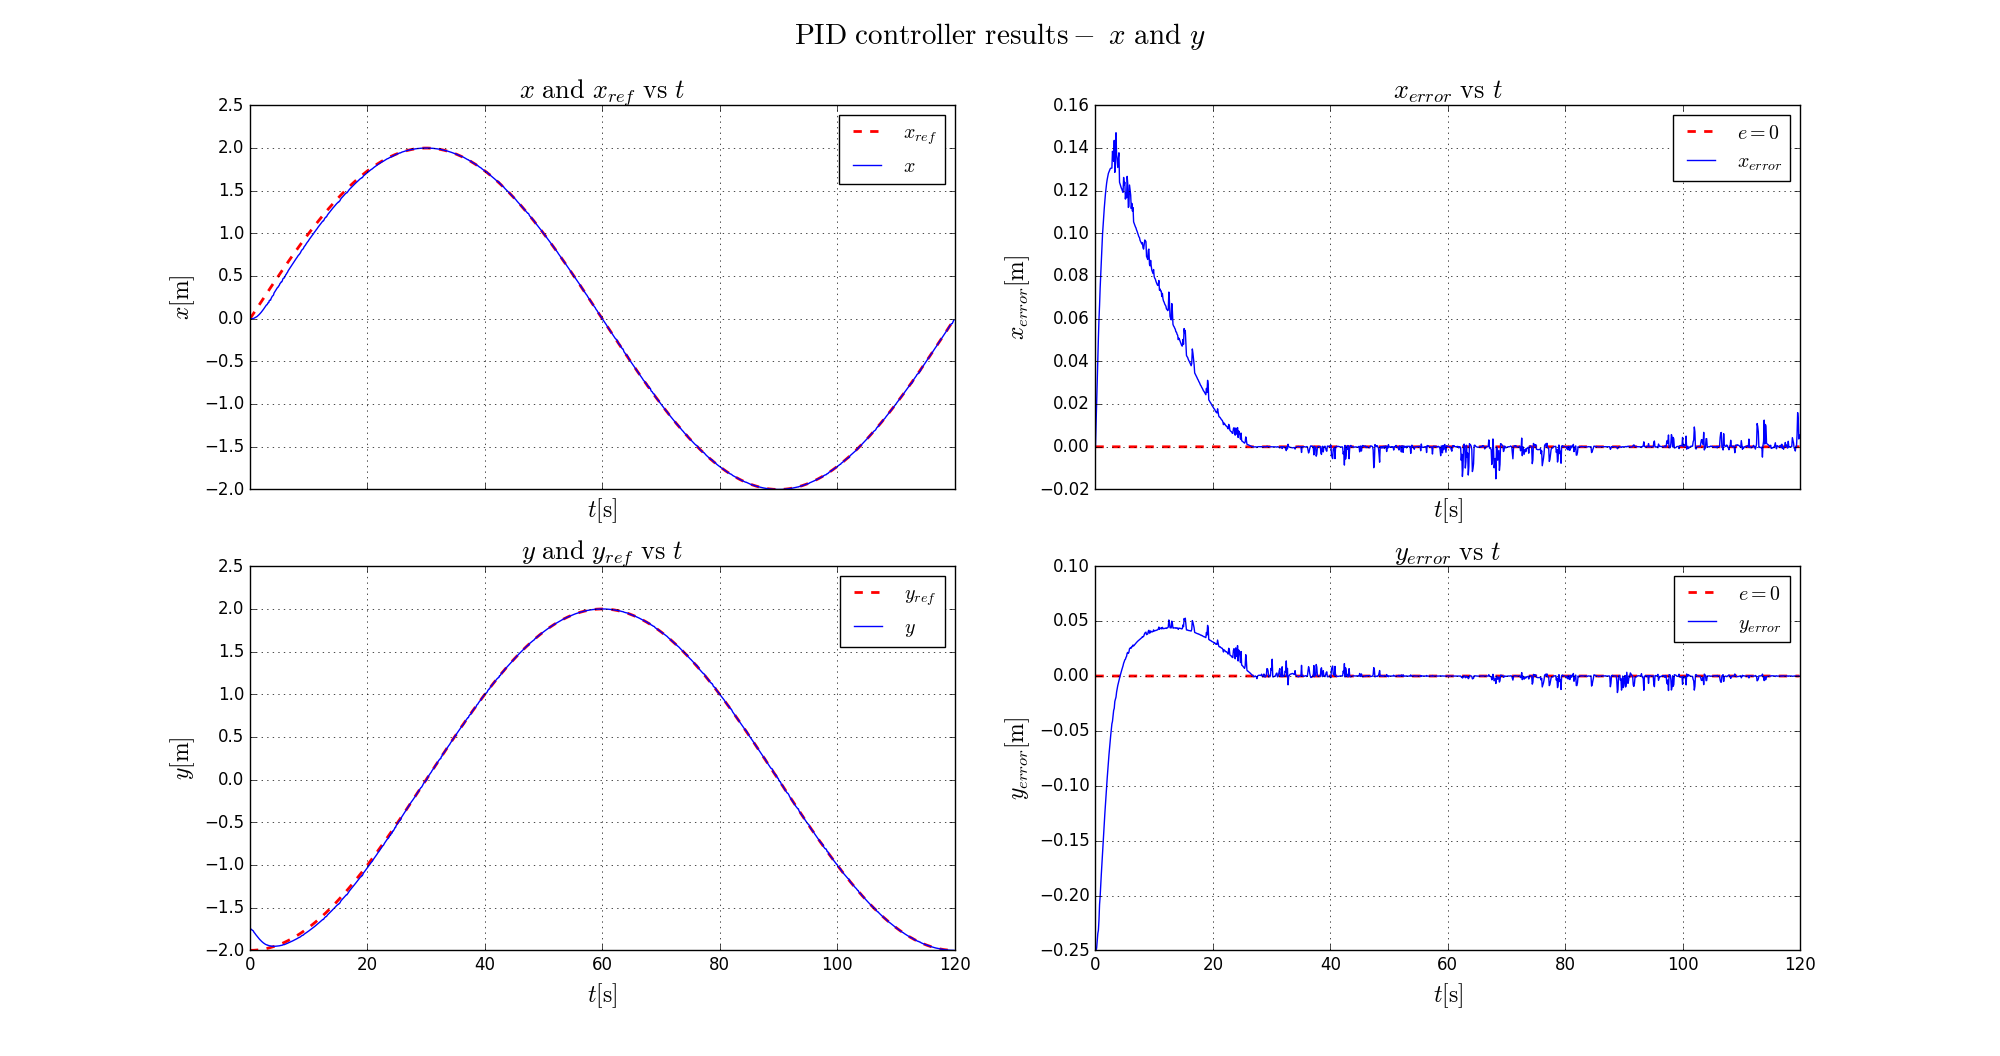 PID controller results − x and y
x and x_ref vs t
2.5
2.0
1.5
1.0
0.5
0.0
−0.5
−1.0
−1.5
−2.0
x[m]
x_ref
x
t[s]
x_error vs t
0.16
0.14
0.12
0.10
0.08
0.06
0.04
0.02
0.00
−0.02
x_error[m]
e = 0
x_error
t[s]
y and y_ref vs t
2.5
2.0
1.5
1.0
0.5
0.0
−0.5
−1.0
−1.5
−2.0
y[m]
y_ref
y
0 20 40 60 80 100 120
t[s]
y_error vs t
0.10
0.05
0.00
−0.05
−0.10
−0.15
−0.20
−0.25
y_error[m]
e = 0
y_error
0 20 40 60 80 100 120
t[s]